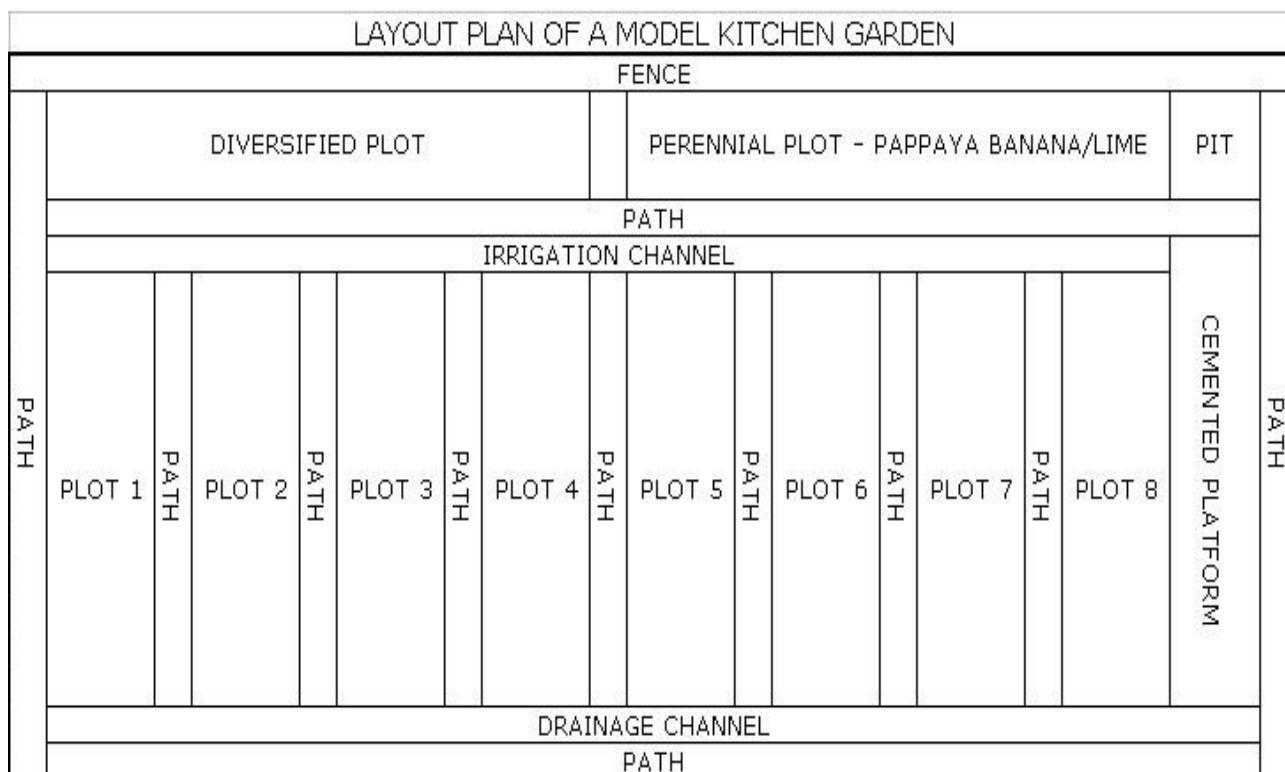 LAYOUT PLAN OF A MODEL KITCHEN GARDEN
FENCE
DIVERSIFIED PLOT
PERENNIAL PLOT - PAPPAYA BANANA/LIME
PIT
PATH
IRRIGATION CHANNEL
PATH
PLOT 1
PATH
PLOT 2
PATH
PLOT 3
PATH
PLOT 4
PATH
PLOT 5
PATH
PLOT 6
PATH
PLOT 7
PATH
PLOT 8
CEMENTED PLATFORM
PATH
DRAINAGE CHANNEL
PATH